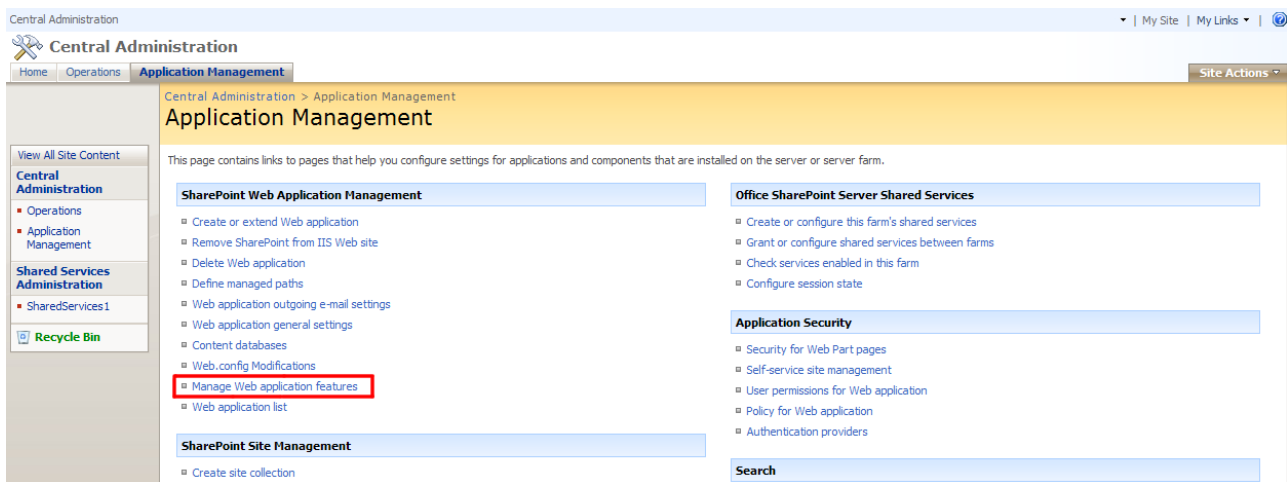 Central Administration
| My Site | My Links |
Central Administration
Home Operations Application Management
Site Actions
Central Administration > Application Management
Application Management
View All Site Content
Central
Administration
Operations
Application
Management
Shared Services
Administration
SharedServices1
Recycle Bin
This page contains links to pages that help you configure settings for applications and components that are installed on the server or server farm.
SharePoint Web Application Management
Create or extend Web application
Remove SharePoint from IIS Web site
Delete Web application
Define managed paths
Web application outgoing e-mail settings
Web application general settings
Content databases
Web.config Modifications
Manage Web application features
Web application list
SharePoint Site Management
Create site collection
Office SharePoint Server Shared Services
Create or configure this farm's shared services
Grant or configure shared services between farms
Check services enabled in this farm
Configure session state
Application Security
Security for Web Part pages
Self-service site management
User permissions for Web application
Policy for Web application
Authentication providers
Search